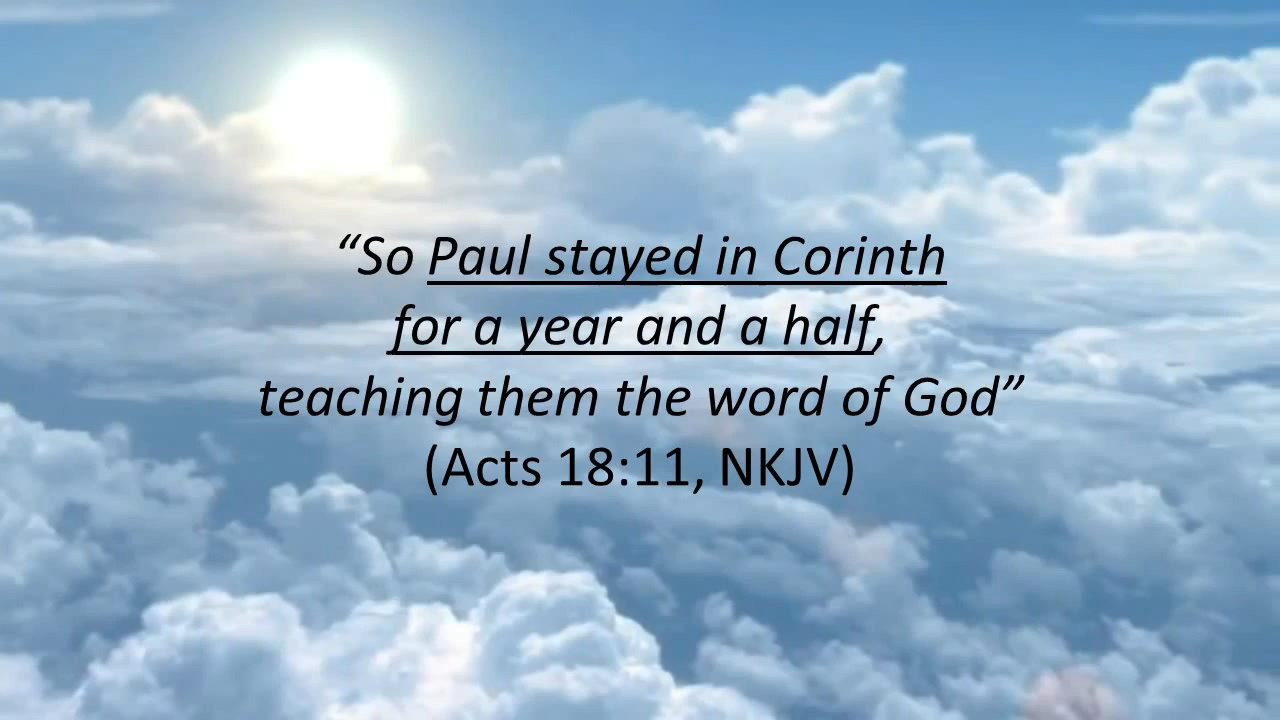 “So Paul stayed in Corinth
for a year and a half,
teaching them the word of God”
(Acts 18:11, NKJV)